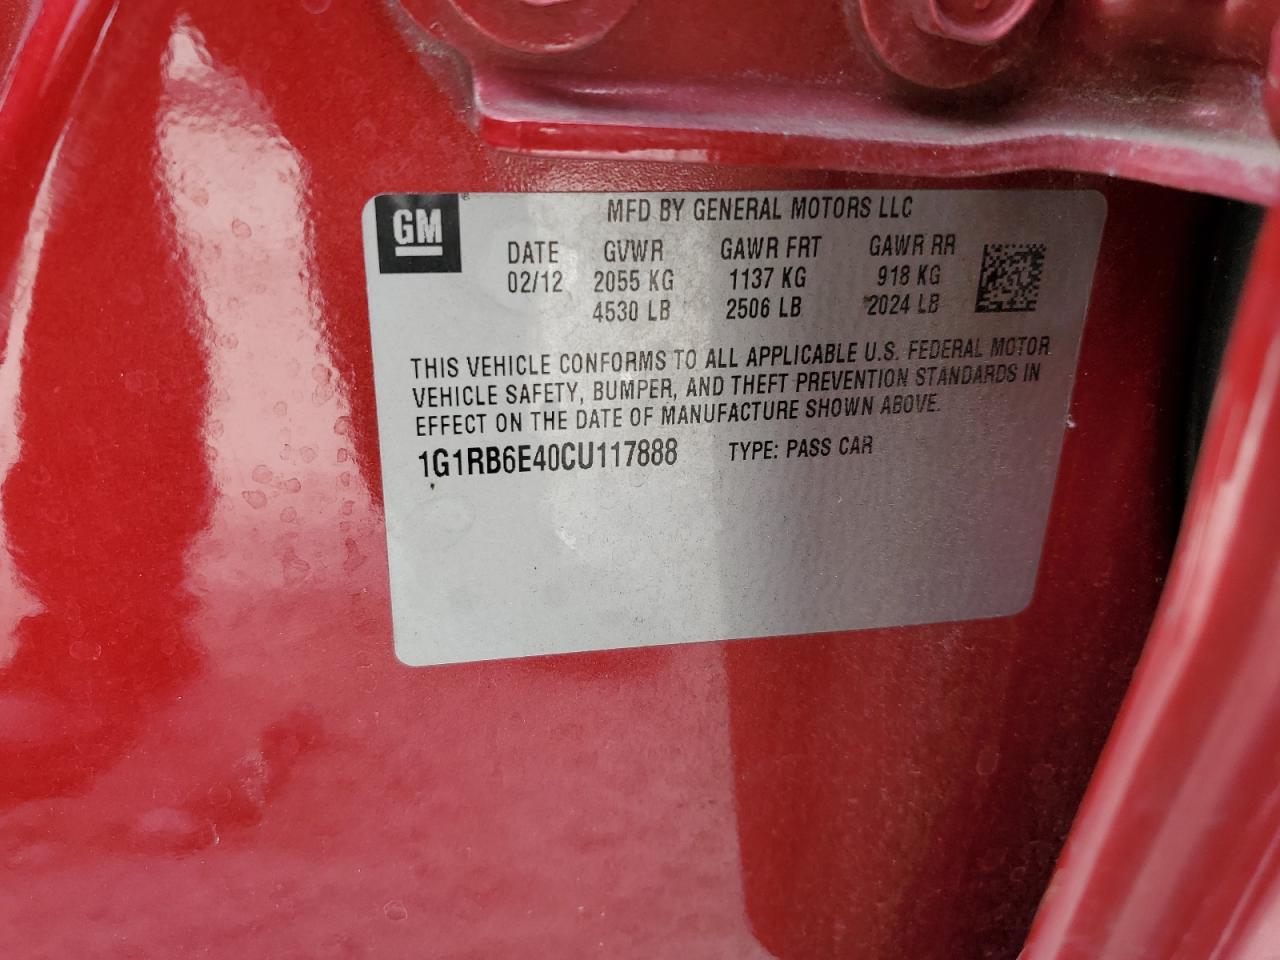 GM
MFD BY GENERAL MOTORS LLC
DATE GVWR GAWR FRT GAWR RR
02/12 2055 KG 1137 KG 918 KG
4530 LB 2506 LB 2024 LB
THIS VEHICLE CONFORMS TO ALL APPLICABLE U.S. FEDERAL MOTOR
VEHICLE SAFETY, BUMPER, AND THEFT PREVENTION STANDARDS IN
EFFECT ON THE DATE OF MANUFACTURE SHOWN ABOVE.
1G1RB6E40CU117888 TYPE: PASS CAR